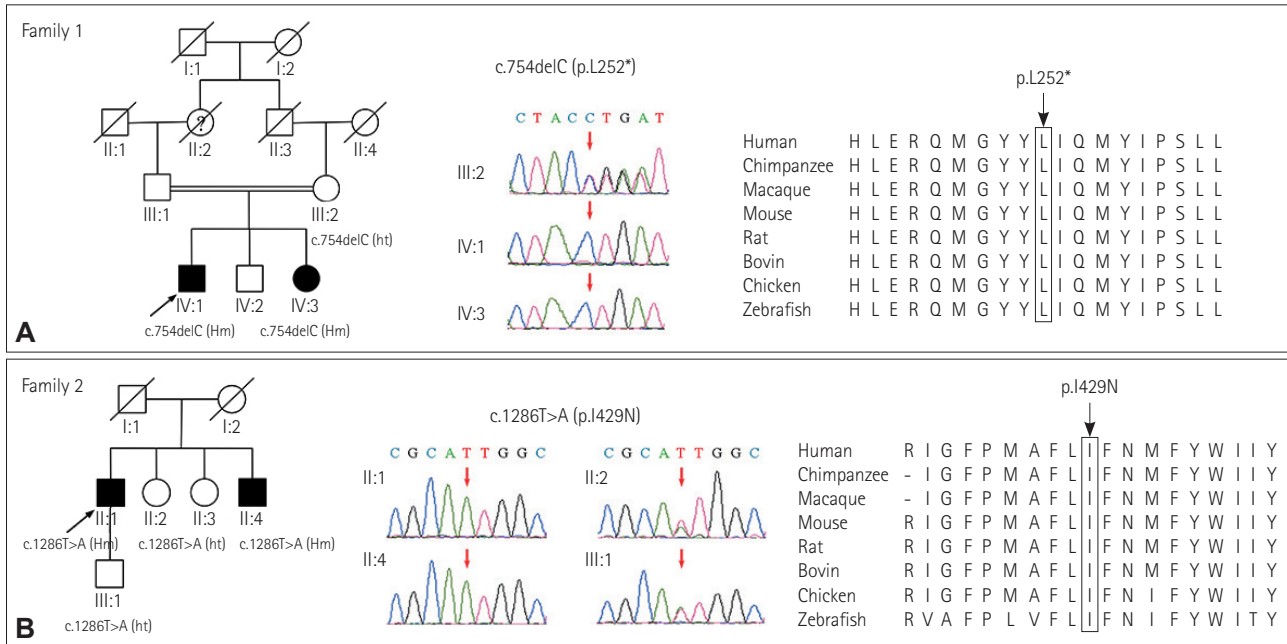 Family 1
I:1 I:2
?
II:1 II:2 II:3 II:4
III:1 III:2
c.754delC (ht)
IV:1 IV:2 IV:3
c.754delC (Hm) c.754delC (Hm)
A
c.754delC (p.L252*)
C T A C C T G A T
III:2
IV:1
IV:3
p.L252*
Human H L E R Q M G Y Y L I Q M Y I P S L L
Chimpanzee H L E R Q M G Y Y L I Q M Y I P S L L
Macaque H L E R Q M G Y Y L I Q M Y I P S L L
Mouse H L E R Q M G Y Y L I Q M Y I P S L L
Rat H L E R Q M G Y Y L I Q M Y I P S L L
Bovin H L E R Q M G Y Y L I Q M Y I P S L L
Chicken H L E R Q M G Y Y L I Q M Y I P S L L
Zebrafish H L E R Q M G Y Y L I Q M Y I P S L L
Family 2
I:1 I:2
II:1 II:2 II:3 II:4
c.1286T>A (Hm) c.1286T>A (ht) c.1286T>A (Hm)
III:1
c.1286T>A (ht)
B
c.1286T>A (p.I429N)
C G C A T T G G C C G C A T T G G C
II:1 II:2
II:4 III:1
p.I429N
Human R I G F P M A F L I F N M F Y W I I Y
Chimpanzee - I G F P M A F L I F N M F Y W I I Y
Macaque - I G F P M A F L I F N M F Y W I I Y
Mouse R I G F P M A F L I F N M F Y W I I Y
Rat R I G F P M A F L I F N M F Y W I I Y
Bovin R I G F P M A F L I F N M F Y W I I Y
Chicken R I G F P M A F L I F N I F Y W I I Y
Zebrafish R V A F P L V F L I F N I F Y W I T Y